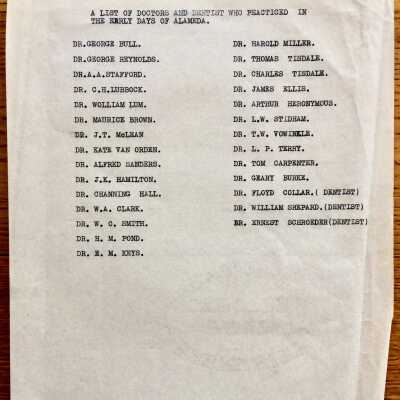 A LIST OF DOCTORS AND DENTIST WHO PRACTICED IN
THE EARLY DAYS OF ALAMEDA.
DR.GEORGE BULL.
DR.GEORGE REYNOLDS.
DR.A.A.STAFFORD.
DR. C.H.LUBBOCK.
DR. WOLLIAM LUM.
DR. MAURICE BROWN.
DR. J.T. McLEAN
DR. KATE VAN ORDEN.
DR. ALFRED SANDERS.
DR. J.K. HAMILTON.
DR. CHANNING HALL.
DR. W.A. CLARK.
DR. W. C. SMITH.
DR. H. M. POND.
DR. E. M. KEYS.
DR. HAROLD MILLER.
DR. THOMAS TISDALE.
DR. CHARLES TISDALE.
DR. JAMES ELLIS.
DR. ARTHUR HERONYMOUS.
DR. L.W. STIDHAM.
DR. T.W. VOWINKLE.
DR. L. P. TERRY.
DR. TOM CARPENTER.
DR. GEARY BURKE.
DR. FLOYD COLLAR.( DENTIST)
DR. WILLIAM SHEPARD.(DENTIST)
DR. ERNEST SCHROEDER(DENTIST)